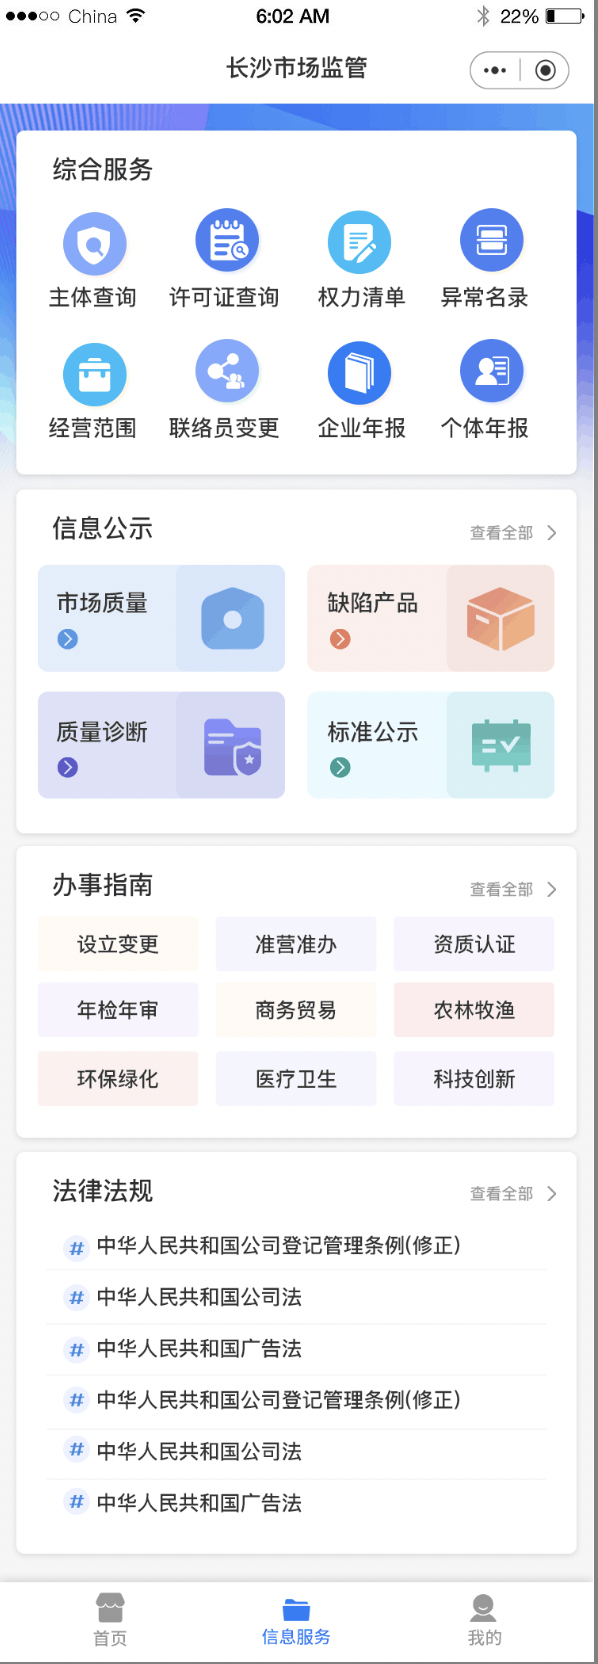 China 6:02 AM 22%
长沙市场监管
综合服务
主体查询 许可证查询 权力清单 异常名录
经营范围 联络员变更 企业年报 个体年报
信息公示 查看全部
市场质量 缺陷产品
质量诊断 标准公示
办事指南 查看全部
设立变更 准营准办 资质认证
年检年审 商务贸易 农林牧渔
环保绿化 医疗卫生 科技创新
法律法规 查看全部
# 中华人民共和国公司登记管理条例(修正)
# 中华人民共和国公司法
# 中华人民共和国广告法
# 中华人民共和国公司登记管理条例(修正)
# 中华人民共和国公司法
# 中华人民共和国广告法
首页 信息服务 我的